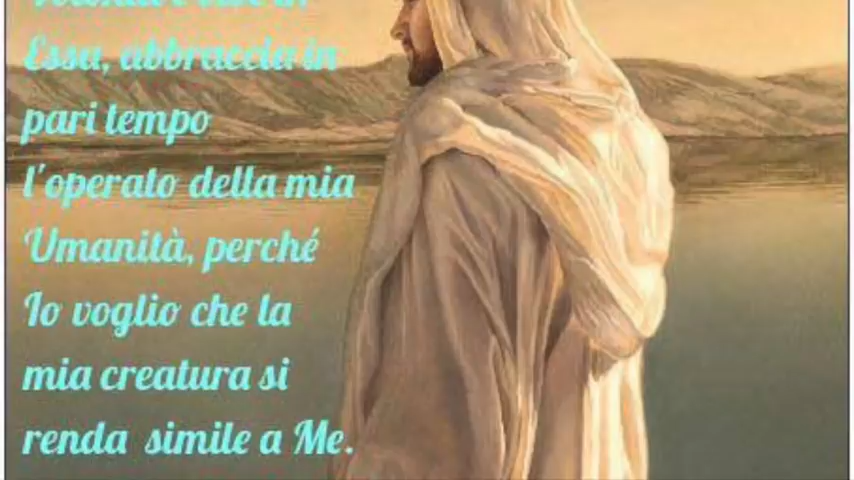 Essa, abbraccia in
pari tempo
l'operato della mia
Umanità, perché
Io voglio che la
mia creatura si
renda simile a Me.